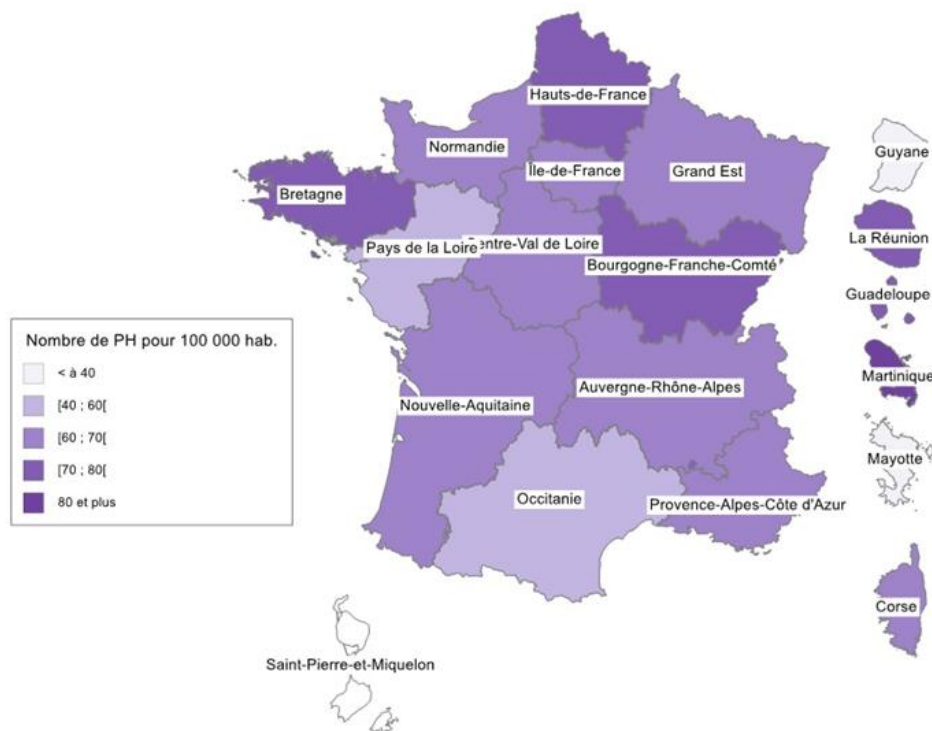 Hauts-de-France
Normandie
Île-de-France
Grand Est
Guyane
Bretagne
La Réunion
Pays de la Loire
entre-Val de Loire
Bourgogne-Franche-Comté
Guadeloupe
Nombre de PH pour 100 000 hab.
< à 40
[40 ; 60[
[60 ; 70[
[70 ; 80[
80 et plus
Martinique
Auvergne-Rhône-Alpes
Nouvelle-Aquitaine
Mayotte
Occitanie
Provence-Alpes-Côte d'Azur
Corse
Saint-Pierre-et-Miquelon